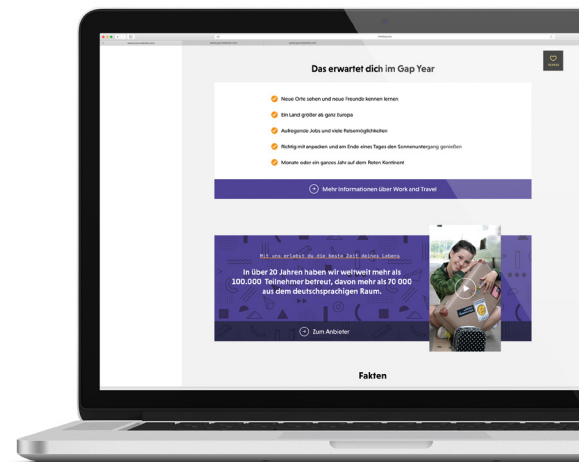 Das erwartet dich im Gap Year
Neue Orte sehen und neue Freunde kennen lernen
Ein Land größer als ganz Europa
Aufregende Jobs und viele Reisemöglichkeiten
Richtig mit anpacken und am Ende eines Tages den Sonnenuntergang genießen
Monate oder ein ganzes Jahr auf dem Roten Kontinent
Mehr Informationen über Work and Travel
Mit uns erlebst du die beste Zeit deines Lebens
In über 20 Jahren haben wir weltweit mehr als
100.000 Teilnehmer betreut, davon mehr als 70 000
aus dem deutschsprachigen Raum.
Zum Anbieter
Fakten